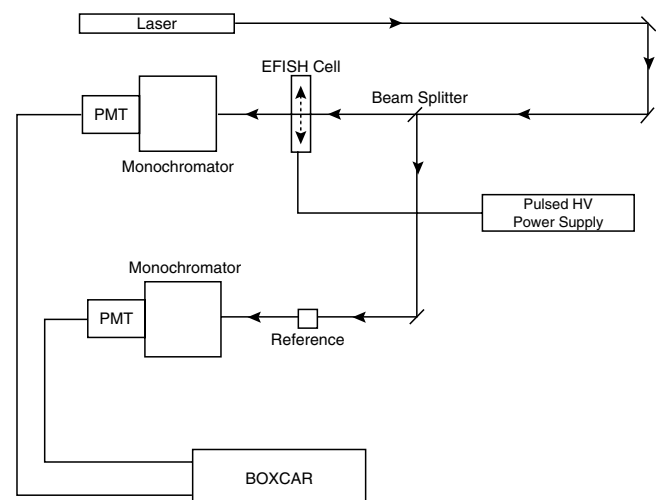 Laser
EFISH Cell
Beam Splitter
PMT
Monochromator
Pulsed HV
Power Supply
Monochromator
PMT
Reference
BOXCAR